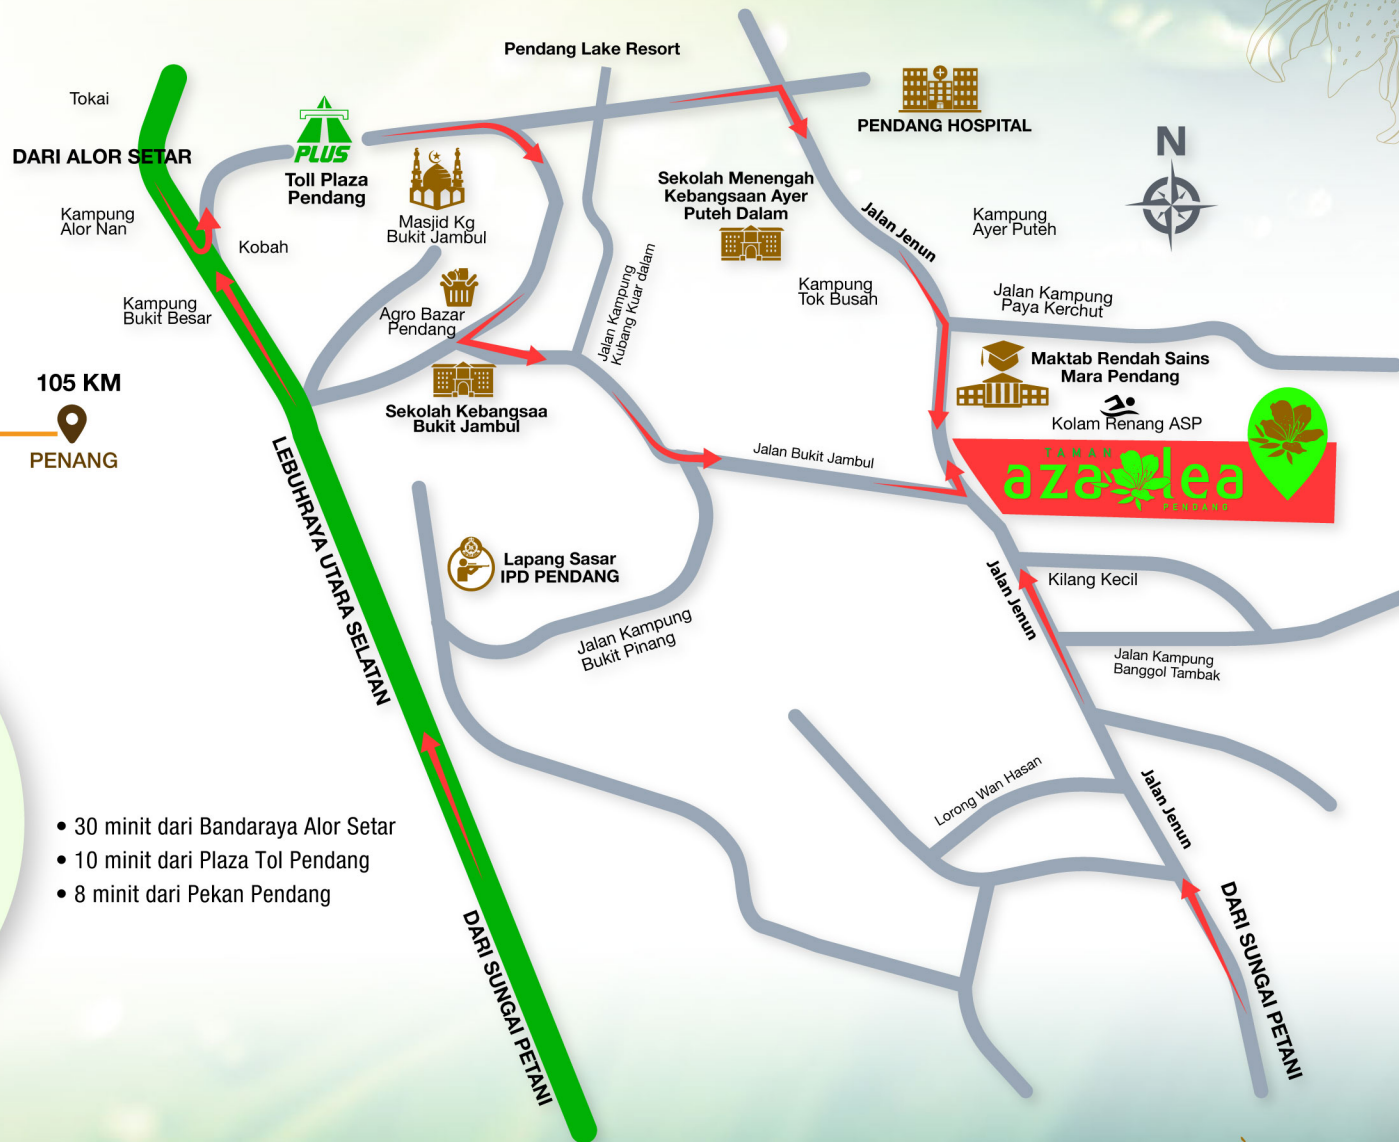 Pendang Lake Resort
Tokai
PLUS
DARI ALOR SETAR
Toll Plaza
Pendang
PENDANG HOSPITAL
N
Sekolah Menengah
Kebangsaan Ayer
Puteh Dalam
Kampung
Alor Nan
Kobah
Masjid Kg
Bukit Jambul
Jalan Jenun
Kampung
Ayer Puteh
Kampung
Bukit Besar
Agro Bazar
Pendang
Jalan Kampung
Kubang Kuar dalam
Kampung
Tok Busah
Jalan Kampung
Paya Kerchut
105 KM
PENANG
Sekolah Kebangsaa
Bukit Jambul
Maktab Rendah Sains
Mara Pendang
Kolam Renang ASP
TAMAN
azalea
PENDANG
Jalan Bukit Jambul
LEBUHRAYA UTARA SELATAN
Lapang Sasar
IPD PENDANG
Jalan Jenun
Kilang Kecil
Jalan Kampung
Bukit Pinang
Jalan Kampung
Banggol Tambak
Lorong Wan Hasan
Jalan Jenun
• 30 minit dari Bandaraya Alor Setar
• 10 minit dari Plaza Tol Pendang
• 8 minit dari Pekan Pendang
DARI SUNGAI PETANI
DARI SUNGAI PETANI